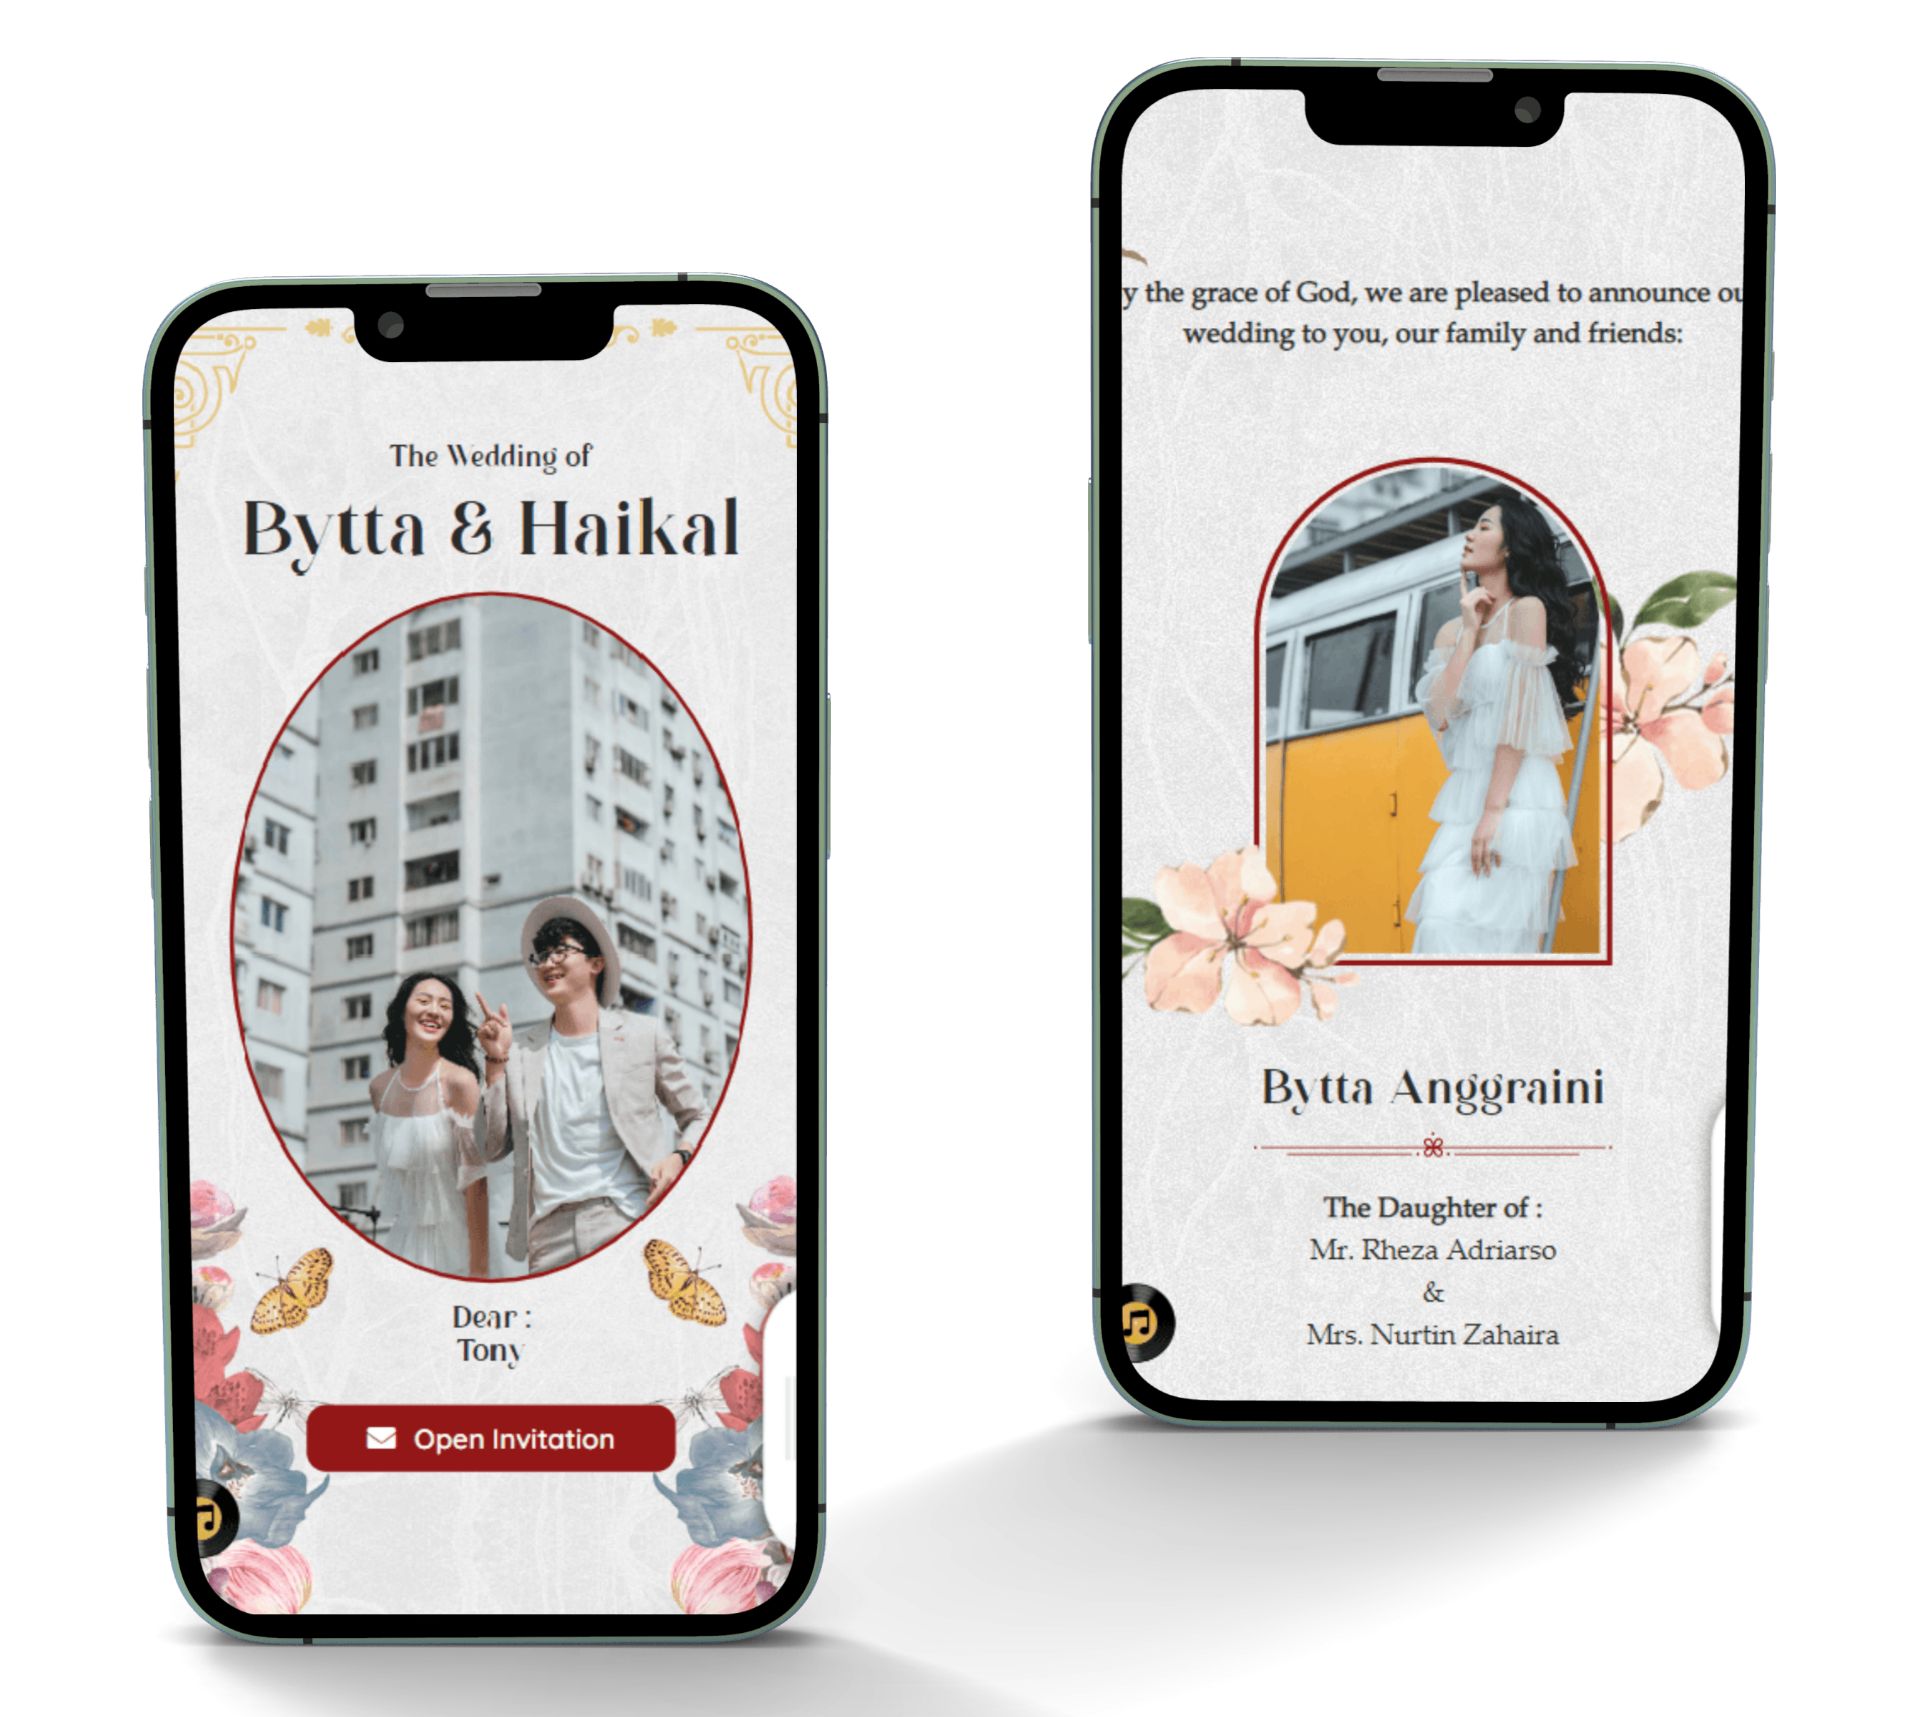 The Wedding of
Bytta & Haikal
Dear :
Tony
Open Invitation
y the grace of God, we are pleased to announce ou
wedding to you, our family and friends:
Bytta Anggraini
The Daughter of :
Mr. Rheza Adriarso
&
Mrs. Nurtin Zahaira